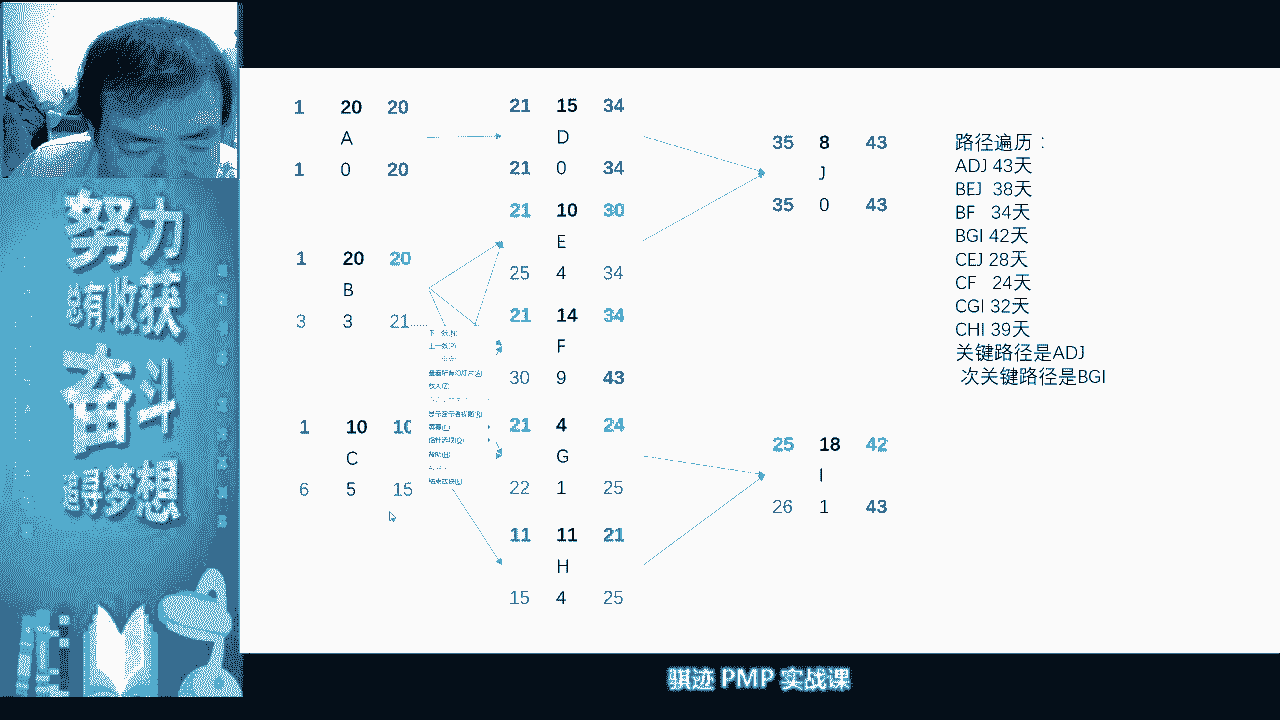 努力
总有收获
奋斗
实现梦想
1 20 20
A
1 0 20
1 20 20
B
3 3 21
1 10 10
C
6 5 15
21 15 34
D
21 0 34
21 10 30
E
25 4 34
21 14 34
F
30 9 43
21 4 24
G
22 1 25
11 11 21
H
15 4 25
35 8 43
J
35 0 43
25 18 42
I
26 1 43
路径遍历：
ADJ 43天
BEJ 38天
BF 34天
BGI 42天
CEJ 28天
CF 24天
CGI 32天
CHI 39天
关键路径是ADJ
次关键路径是BGI
骐迹 PMP 实战课